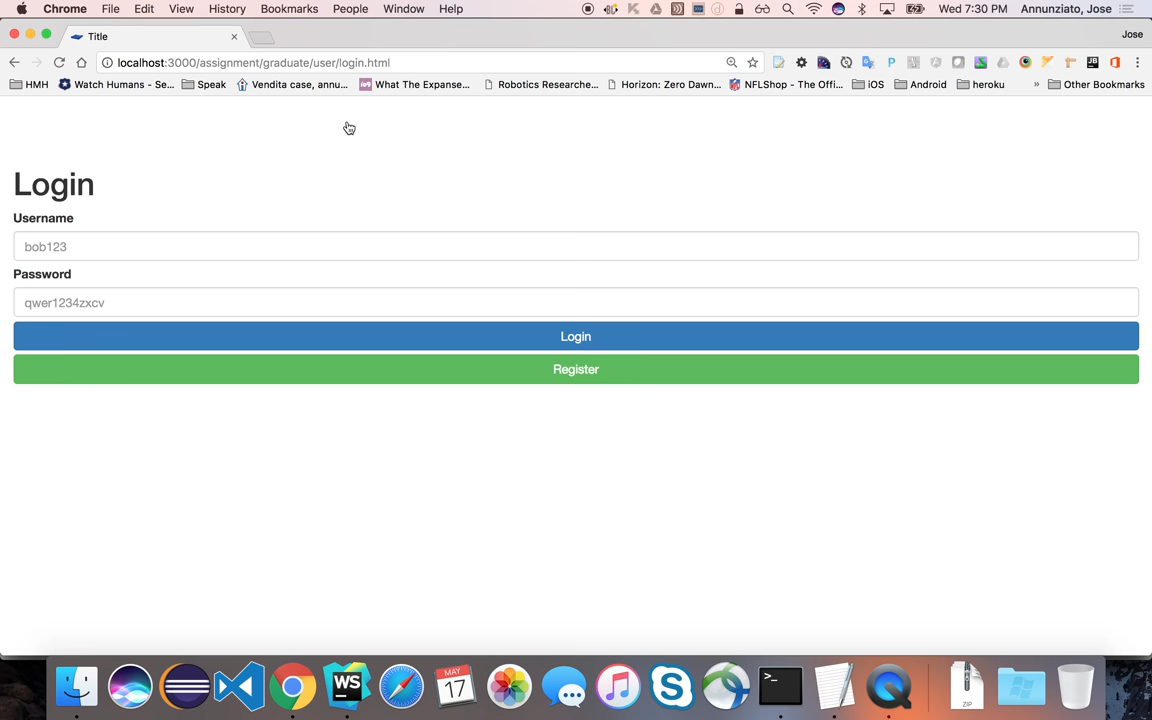 Chrome File Edit View History Bookmarks People Window Help Wed 7:30 PM Annunziato, Jose
Title Jose
localhost:3000/assignment/graduate/user/login.html
HMH Watch Humans - Se... Speak Vendita case, annu... What The Expanse... Robotics Researche... Horizon: Zero Dawn... NFLShop - The Offi... iOS Android heroku » Other Bookmarks
Login
Username
bob123
Password
qwer1234zxcv
Login
Register
WS
MAY
17
ZIP